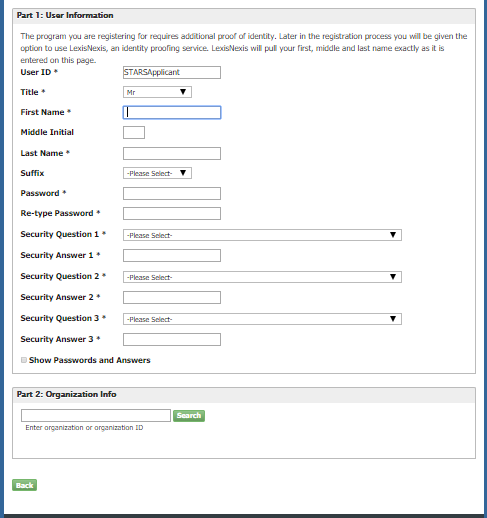 Part 1: User Information
The program you are registering for requires additional proof of identity. Later in the registration process you will be given the
option to use LexisNexis, an identity proofing service. LexisNexis will pull your first, middle and last name exactly as it is
entered on this page.
User ID * STARSApplicant
Title * Mr
First Name *
Middle Initial
Last Name *
Suffix -Please Select-
Password *
Re-type Password *
Security Question 1 * -Please Select-
Security Answer 1 *
Security Question 2 * -Please Select-
Security Answer 2 *
Security Question 3 * -Please Select-
Security Answer 3 *
Show Passwords and Answers
Part 2: Organization Info
Search
Enter organization or organization ID
Back